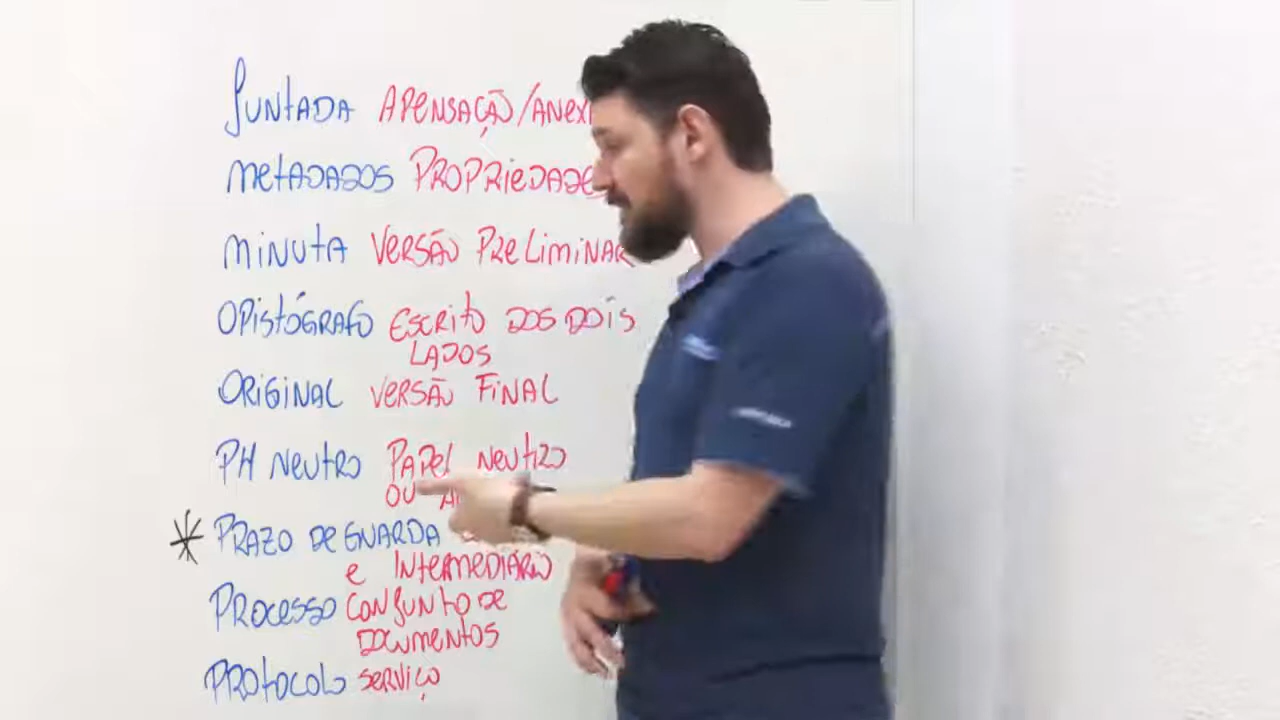 JUNTADA APENSAÇÃO/ANEX
METADADOS PROPRIEDADE
MINUTA VERSÃO PRELIMINAR
OPISTÓGRAFO ESCRITO DOS DOIS
LADOS
ORIGINAL VERSÃO FINAL
PH NEUTRO PAPEL NEUTRO
OU
* PRAZO DE GUARDA
e INTERMEDIÁRIO
PROCESSO CONJUNTO DE
DOCUMENTOS
PROTOCOLO SERVIÇO